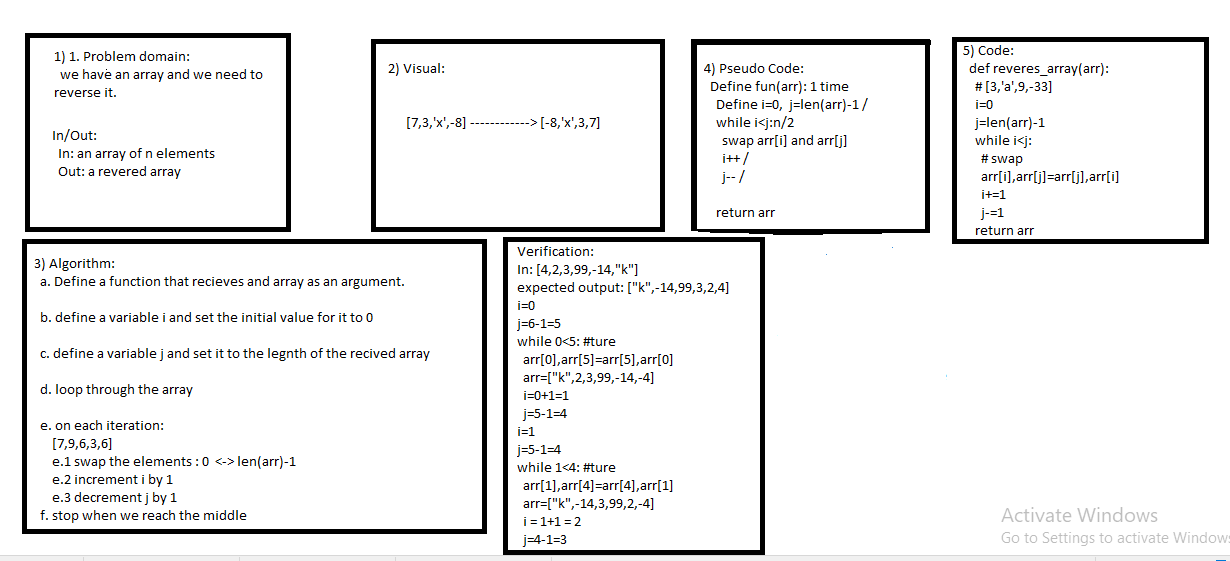 1) 1. Problem domain:
we have an array and we need to
reverse it.
In/Out:
In: an array of n elements
Out: a revered array
2) Visual:
[7,3,'x',-8] ------------> [-8,'x',3,7]
4) Pseudo Code:
Define fun(arr): 1 time
Define i=0, j=len(arr)-1 /
while i<j:n/2
swap arr[i] and arr[j]
i++ /
j-- /
return arr
5) Code:
def reveres_array(arr):
# [3,'a',9,-33]
i=0
j=len(arr)-1
while i<j:
# swap
arr[i],arr[j]=arr[j],arr[i]
i+=1
j-=1
return arr
3) Algorithm:
a. Define a function that recieves and array as an argument.
b. define a variable i and set the initial value for it to 0
c. define a variable j and set it to the legnth of the recived array
d. loop through the array
e. on each iteration:
[7,9,6,3,6]
e.1 swap the elements : 0 <-> len(arr)-1
e.2 increment i by 1
e.3 decrement j by 1
f. stop when we reach the middle
Verification:
In: [4,2,3,99,-14,"k"]
expected output: ["k",-14,99,3,2,4]
i=0
j=6-1=5
while 0<5: #ture
arr[0],arr[5]=arr[5],arr[0]
arr=["k",2,3,99,-14,-4]
i=0+1=1
j=5-1=4
i=1
j=5-1=4
while 1<4: #ture
arr[1],arr[4]=arr[4],arr[1]
arr=["k",-14,3,99,2,-4]
i = 1+1 = 2
j=4-1=3
Activate Windows
Go to Settings to activate Windows